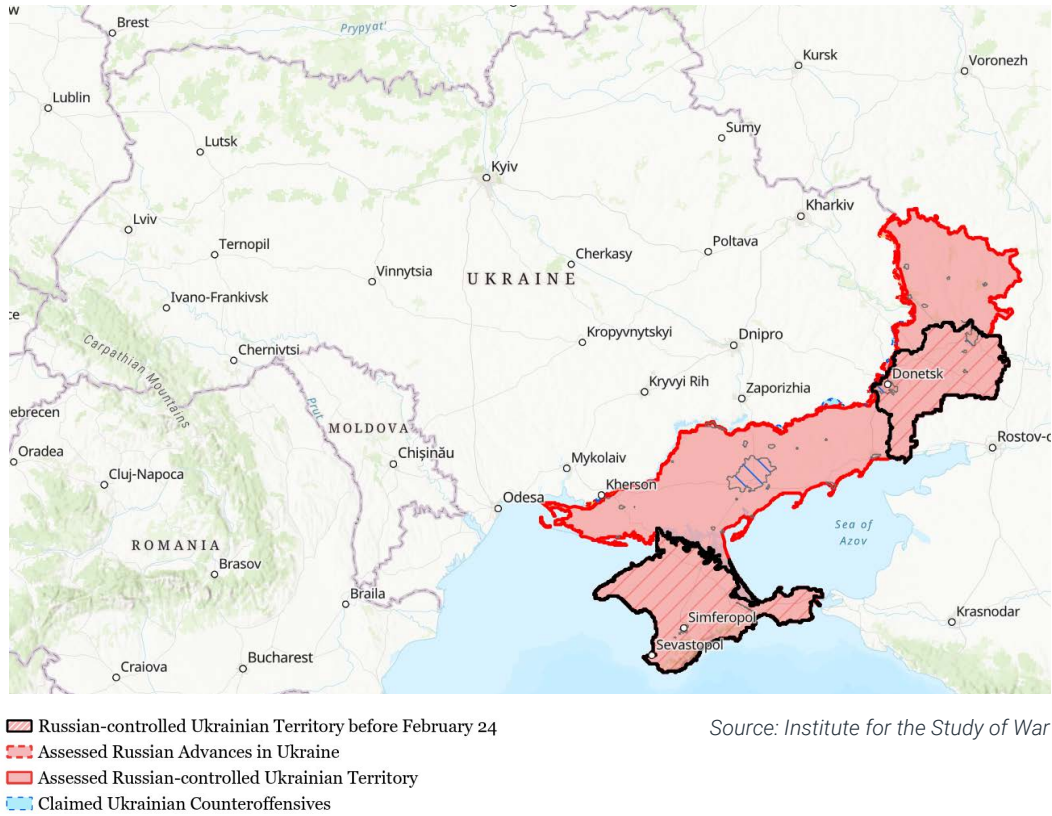 w
Brest
Prypyat'
Kursk
Voronezh
Lublin
Sumy
Lutsk
Kyiv
Kharkiv
Lviv
Ternopil
Poltava
Cherkasy
Vinnytsia
UKRAINE
Ivano-Frankivsk
ce
Kropyvnytskyi
Dnipro
Carpathian Mountains
Chernivtsi
Donetsk
Kryvyi Rih
Zaporizhia
Prut
ebrecen
MOLDOVA
Rostov-o
Oradea
Chișinău
Mykolaiv
Cluj-Napoca
Kherson
Odesa
Sea of
Azov
ROMANIA
Brasov
Braila
Simferopol
Krasnodar
Sevastopol
Bucharest
Craiova
Russian-controlled Ukrainian Territory before February 24
Source: Institute for the Study of War
Assessed Russian Advances in Ukraine
Assessed Russian-controlled Ukrainian Territory
Claimed Ukrainian Counteroffensives